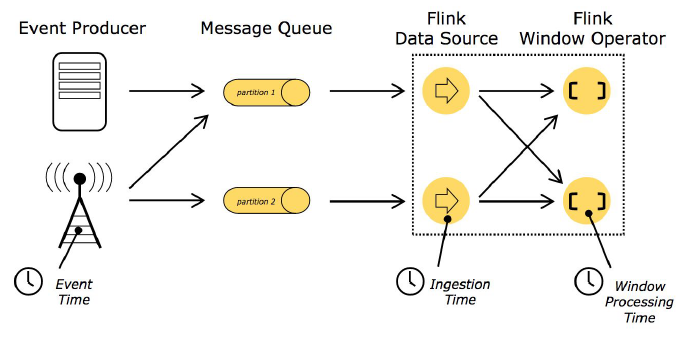 Event Producer
Message Queue
Flink
Data Source
Flink
Window Operator
partition 1
partition 2
Event
Time
Ingestion
Time
Window
Processing
Time